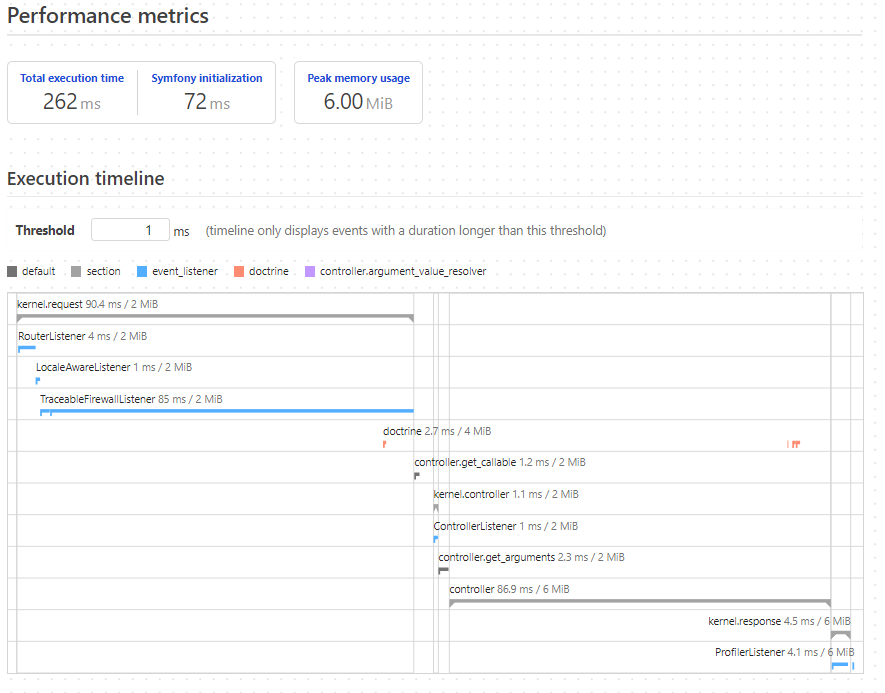 Performance metrics
Total execution time Symfony initialization Peak memory usage
262 ms 72 ms 6.00 MiB
Execution timeline
Threshold 1 ms (timeline only displays events with a duration longer than this threshold)
default section event_listener doctrine controller.argument_value_resolver
kernel.request 90.4 ms / 2 MiB
RouterListener 4 ms / 2 MiB
LocaleAwareListener 1 ms / 2 MiB
TraceableFirewallListener 85 ms / 2 MiB
doctrine 2.7 ms / 4 MiB
controller.get_callable 1.2 ms / 2 MiB
kernel.controller 1.1 ms / 2 MiB
ControllerListener 1 ms / 2 MiB
controller.get_arguments 2.3 ms / 2 MiB
controller 86.9 ms / 6 MiB
kernel.response 4.5 ms / 6 MiB
ProfilerListener 4.1 ms / 6 MiB